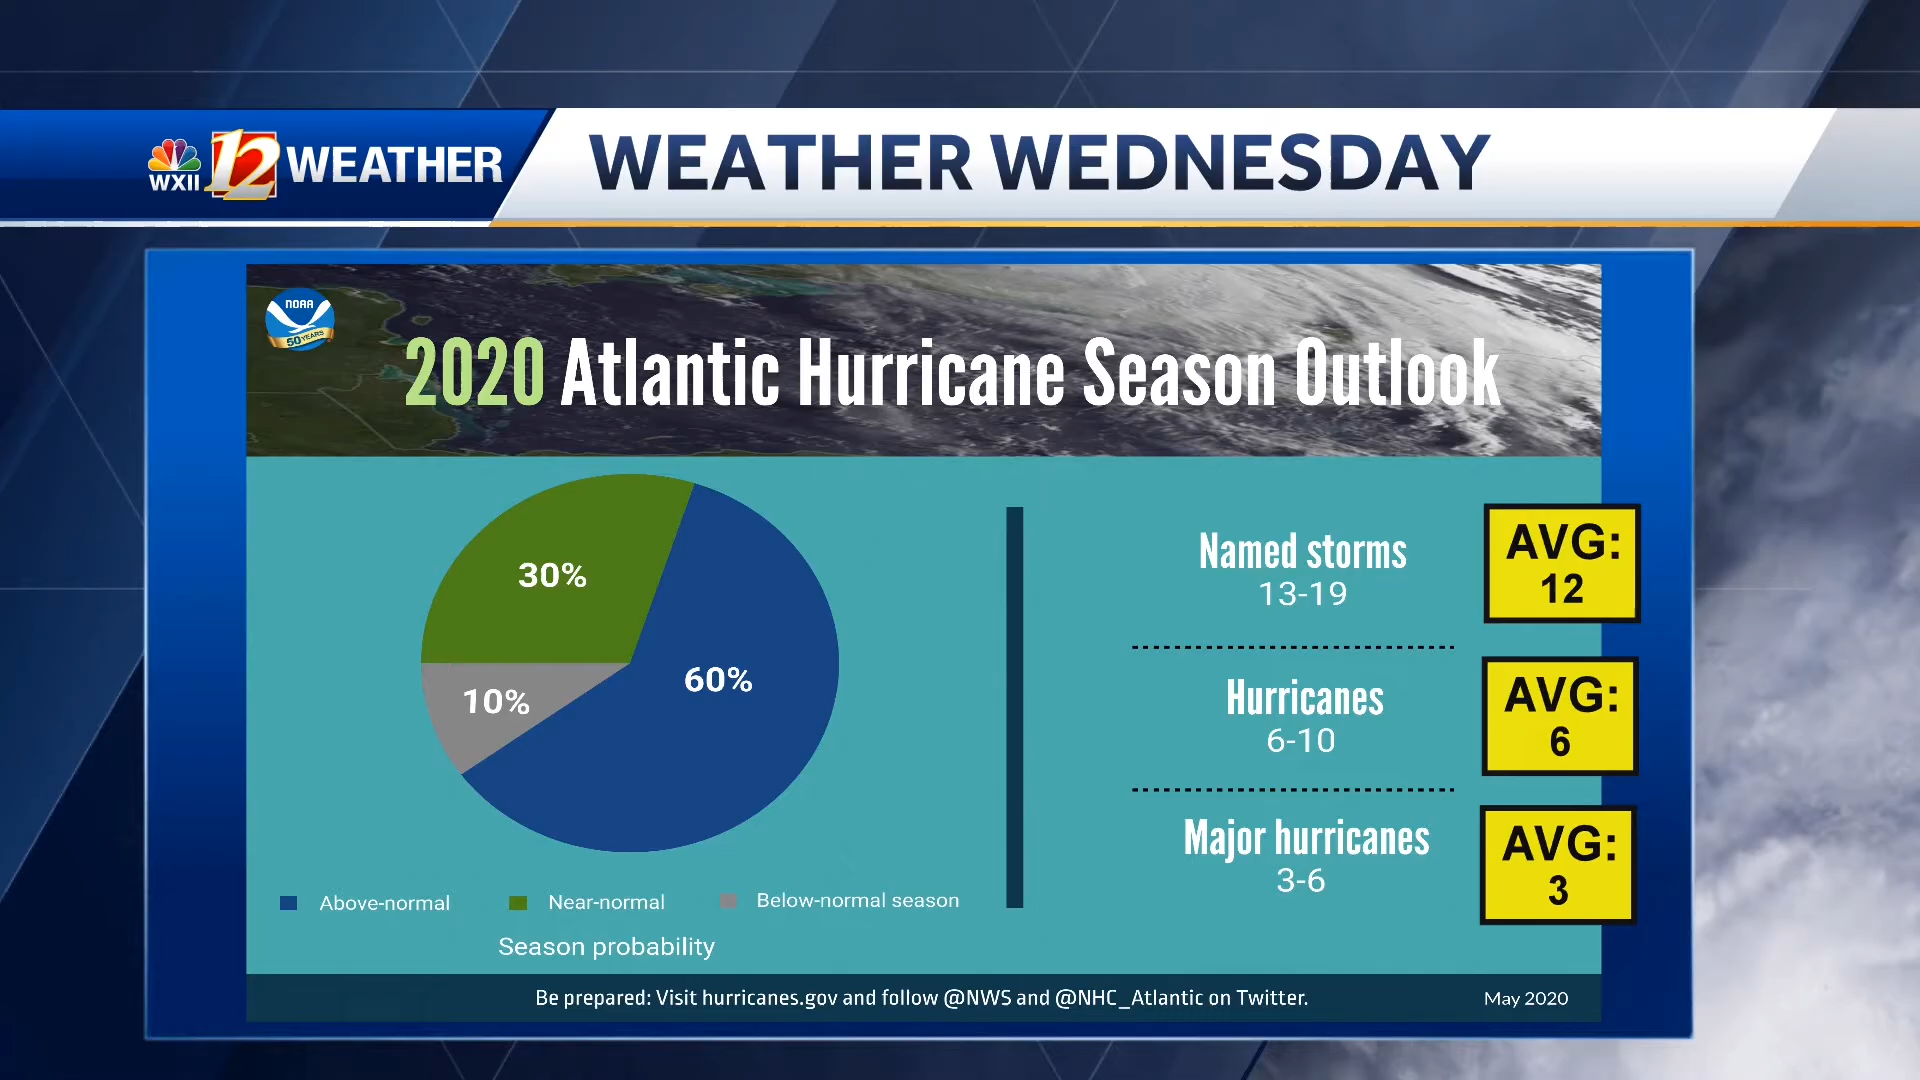 WXII 12 WEATHER
WEATHER WEDNESDAY
NOAA
50 YEARS
2020 Atlantic Hurricane Season Outlook
30%
60%
10%
Above-normal
Near-normal
Below-normal season
Season probability
Named storms
13-19
AVG:
12
Hurricanes
6-10
AVG:
6
Major hurricanes
3-6
AVG:
3
Be prepared: Visit hurricanes.gov and follow @NWS and @NHC_Atlantic on Twitter.
May 2020